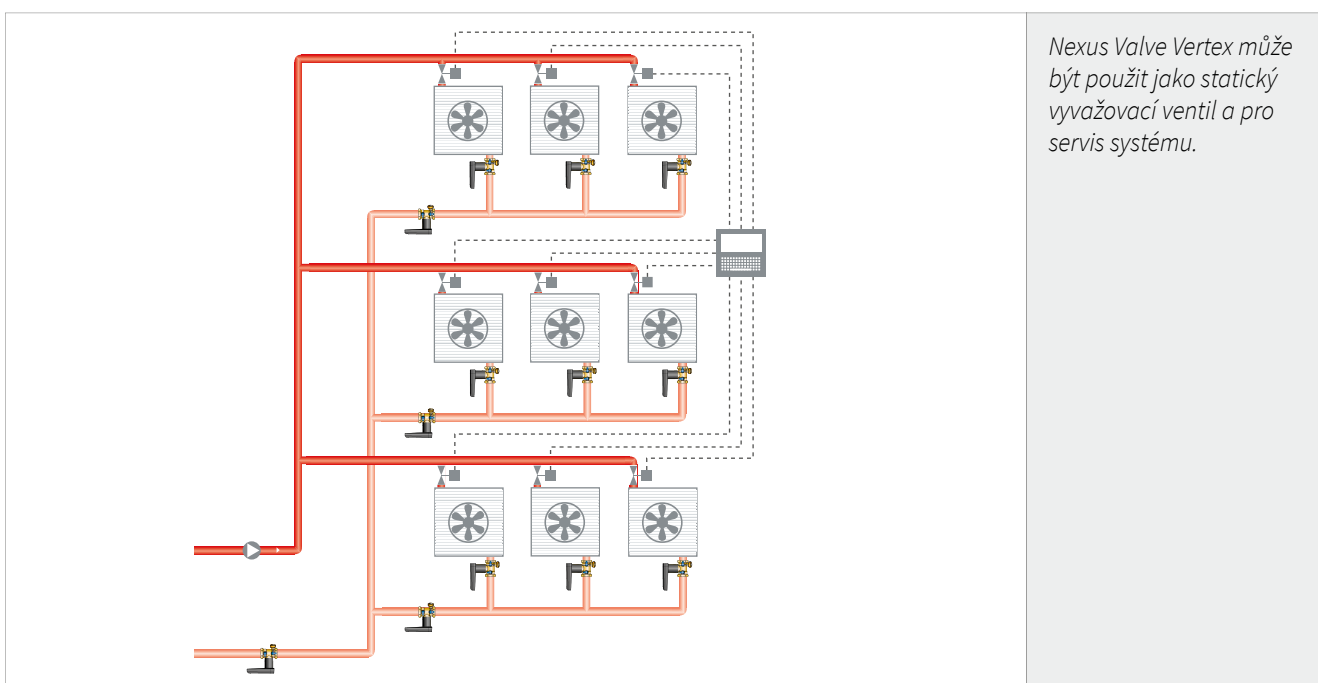 Nexus Valve Vertex může
být použit jako statický
vyvažovací ventil a pro
servis systému.